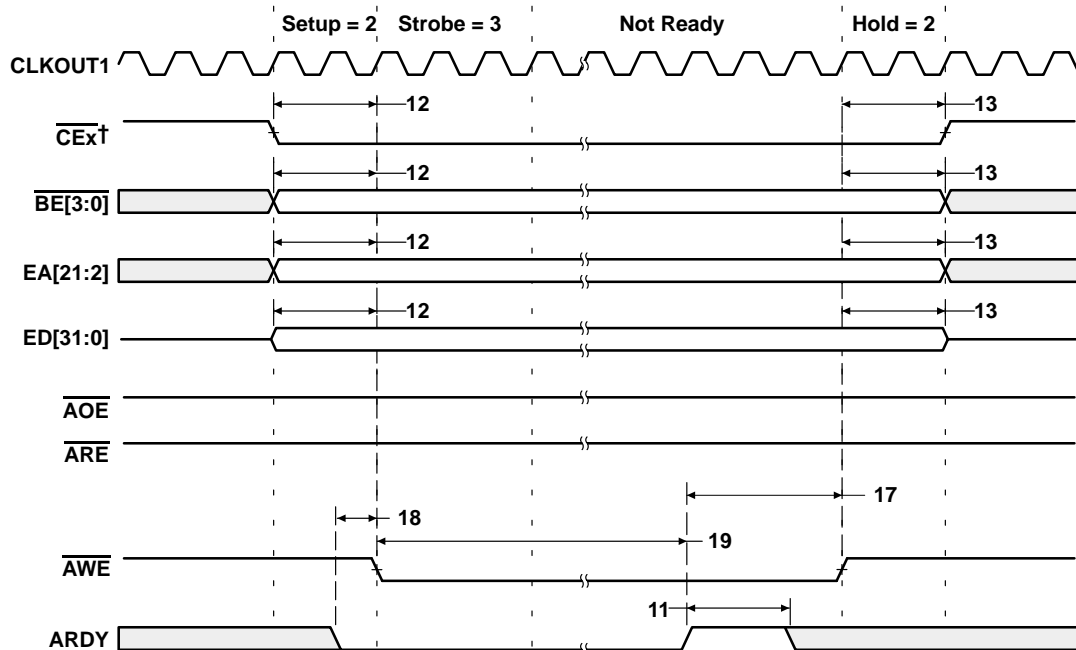 Setup = 2 Strobe = 3 Not Ready Hold = 2
CLKOUT1
12 13
CEx†
12 13
BE[3:0]
12 13
EA[21:2]
12 13
ED[31:0]
AOE
ARE
17
18
19
AWE
11
ARDY